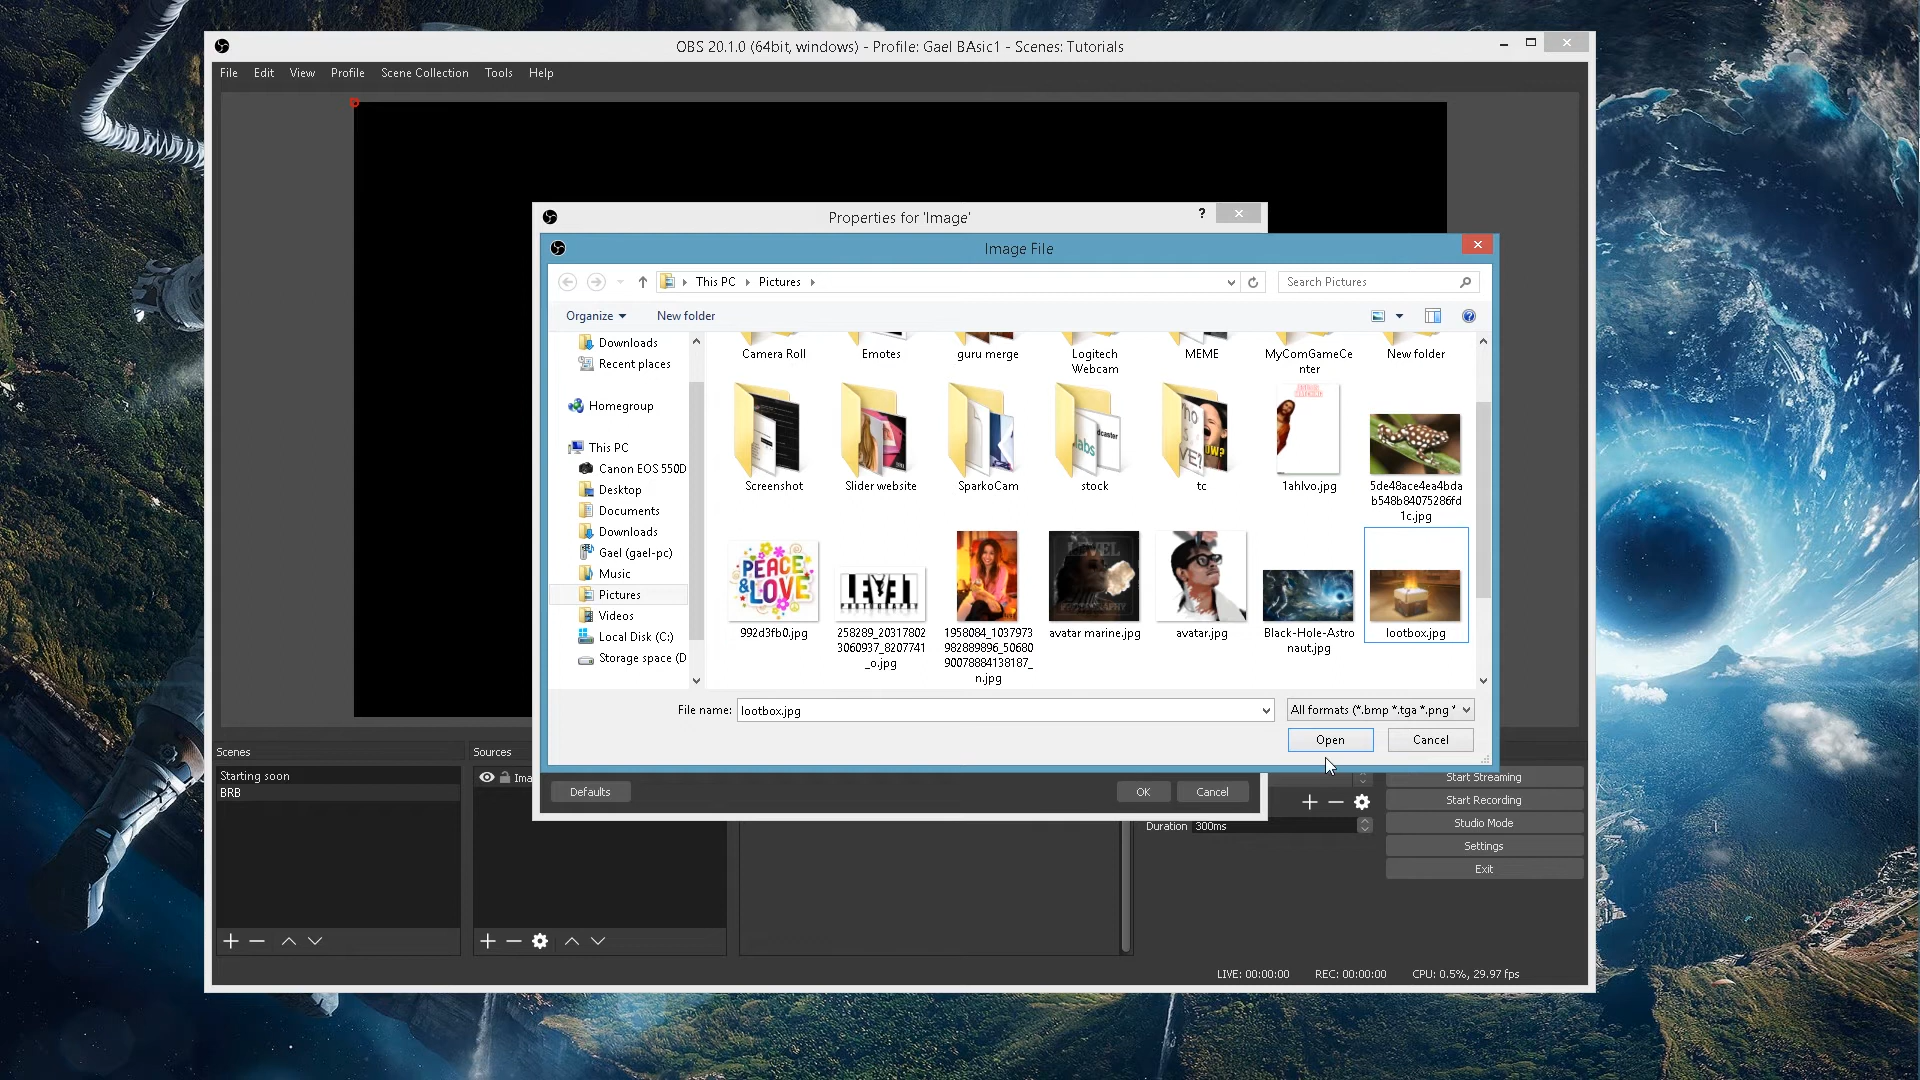 OBS 20.1.0 (64bit, windows) - Profile: Gael BAsic1 - Scenes: Tutorials
File Edit View Profile Scene Collection Tools Help
Properties for 'Image'
?
Image File
This PC Pictures
Search Pictures
Organize New folder
Downloads
Recent places
Homegroup
This PC
Canon EOS 550D
Desktop
Documents
Downloads
Gael (gael-pc)
Music
Pictures
Videos
Local Disk (C:)
Storage space (D
Camera Roll
Emotes
guru merge
Logitech
Webcam
MEME
MyComGameCe
nter
New folder
Screenshot
Slider website
SparkoCam
stock
tc
1ahlvo.jpg
5de48ace4ea4bda
b548b84075286fd
1c.jpg
PEACE
&LOVE
992d3fb0.jpg
LEVEL
PHOTOGRAPHY
258289_20317802
3060937_8207741
_o.jpg
1958084_1037973
982889896_50680
90078884138187_
n.jpg
LEVEL
PHOTOGRAPHY
avatar marine.jpg
avatar.jpg
Black-Hole-Astro
naut.jpg
lootbox.jpg
File name: lootbox.jpg
All formats (*.bmp *.tga *.png *
Open Cancel
Defaults OK Cancel
Scenes
Starting soon
BRB
Sources
Ima
Duration 300ms
Start Streaming
Start Recording
Studio Mode
Settings
Exit
LIVE: 00:00:00 REC: 00:00:00 CPU: 0.5%, 29.97 fps